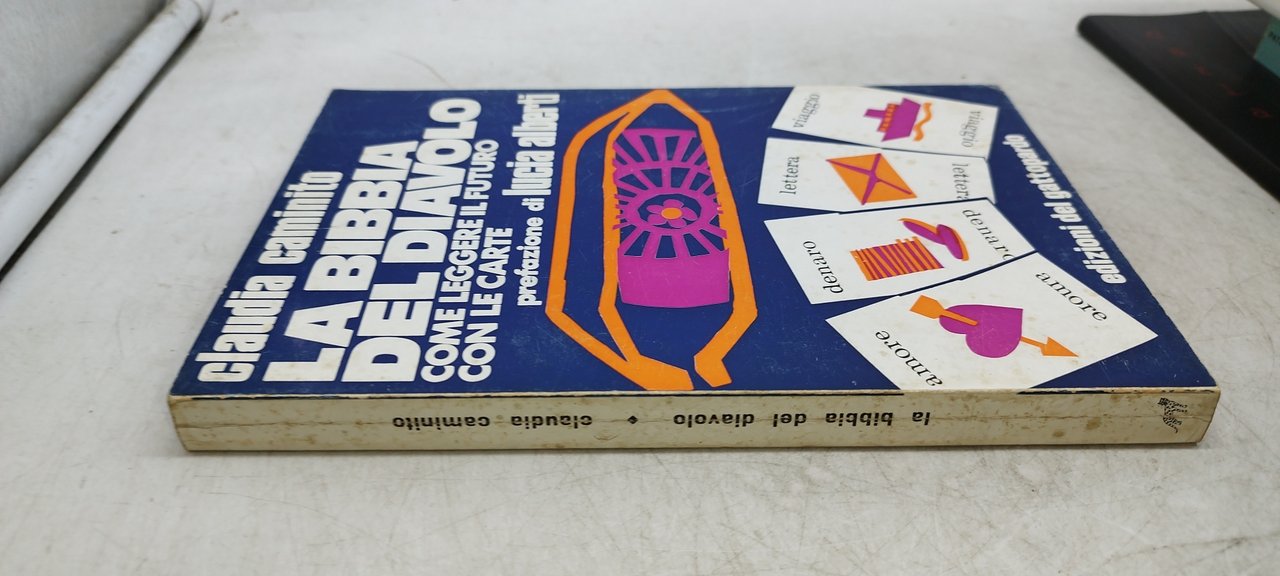 claudia caminito
LA BIBBIA
DEL DIAVOLO
COME LEGGERE IL FUTURO
CON LE CARTE
prefazione di lucia alberti
viaggio
viaggio
lettera
lettera
denaro
denaro
amore
amore
edizioni del gattopardo
claudia caminito ♦ la bibbia del diavolo